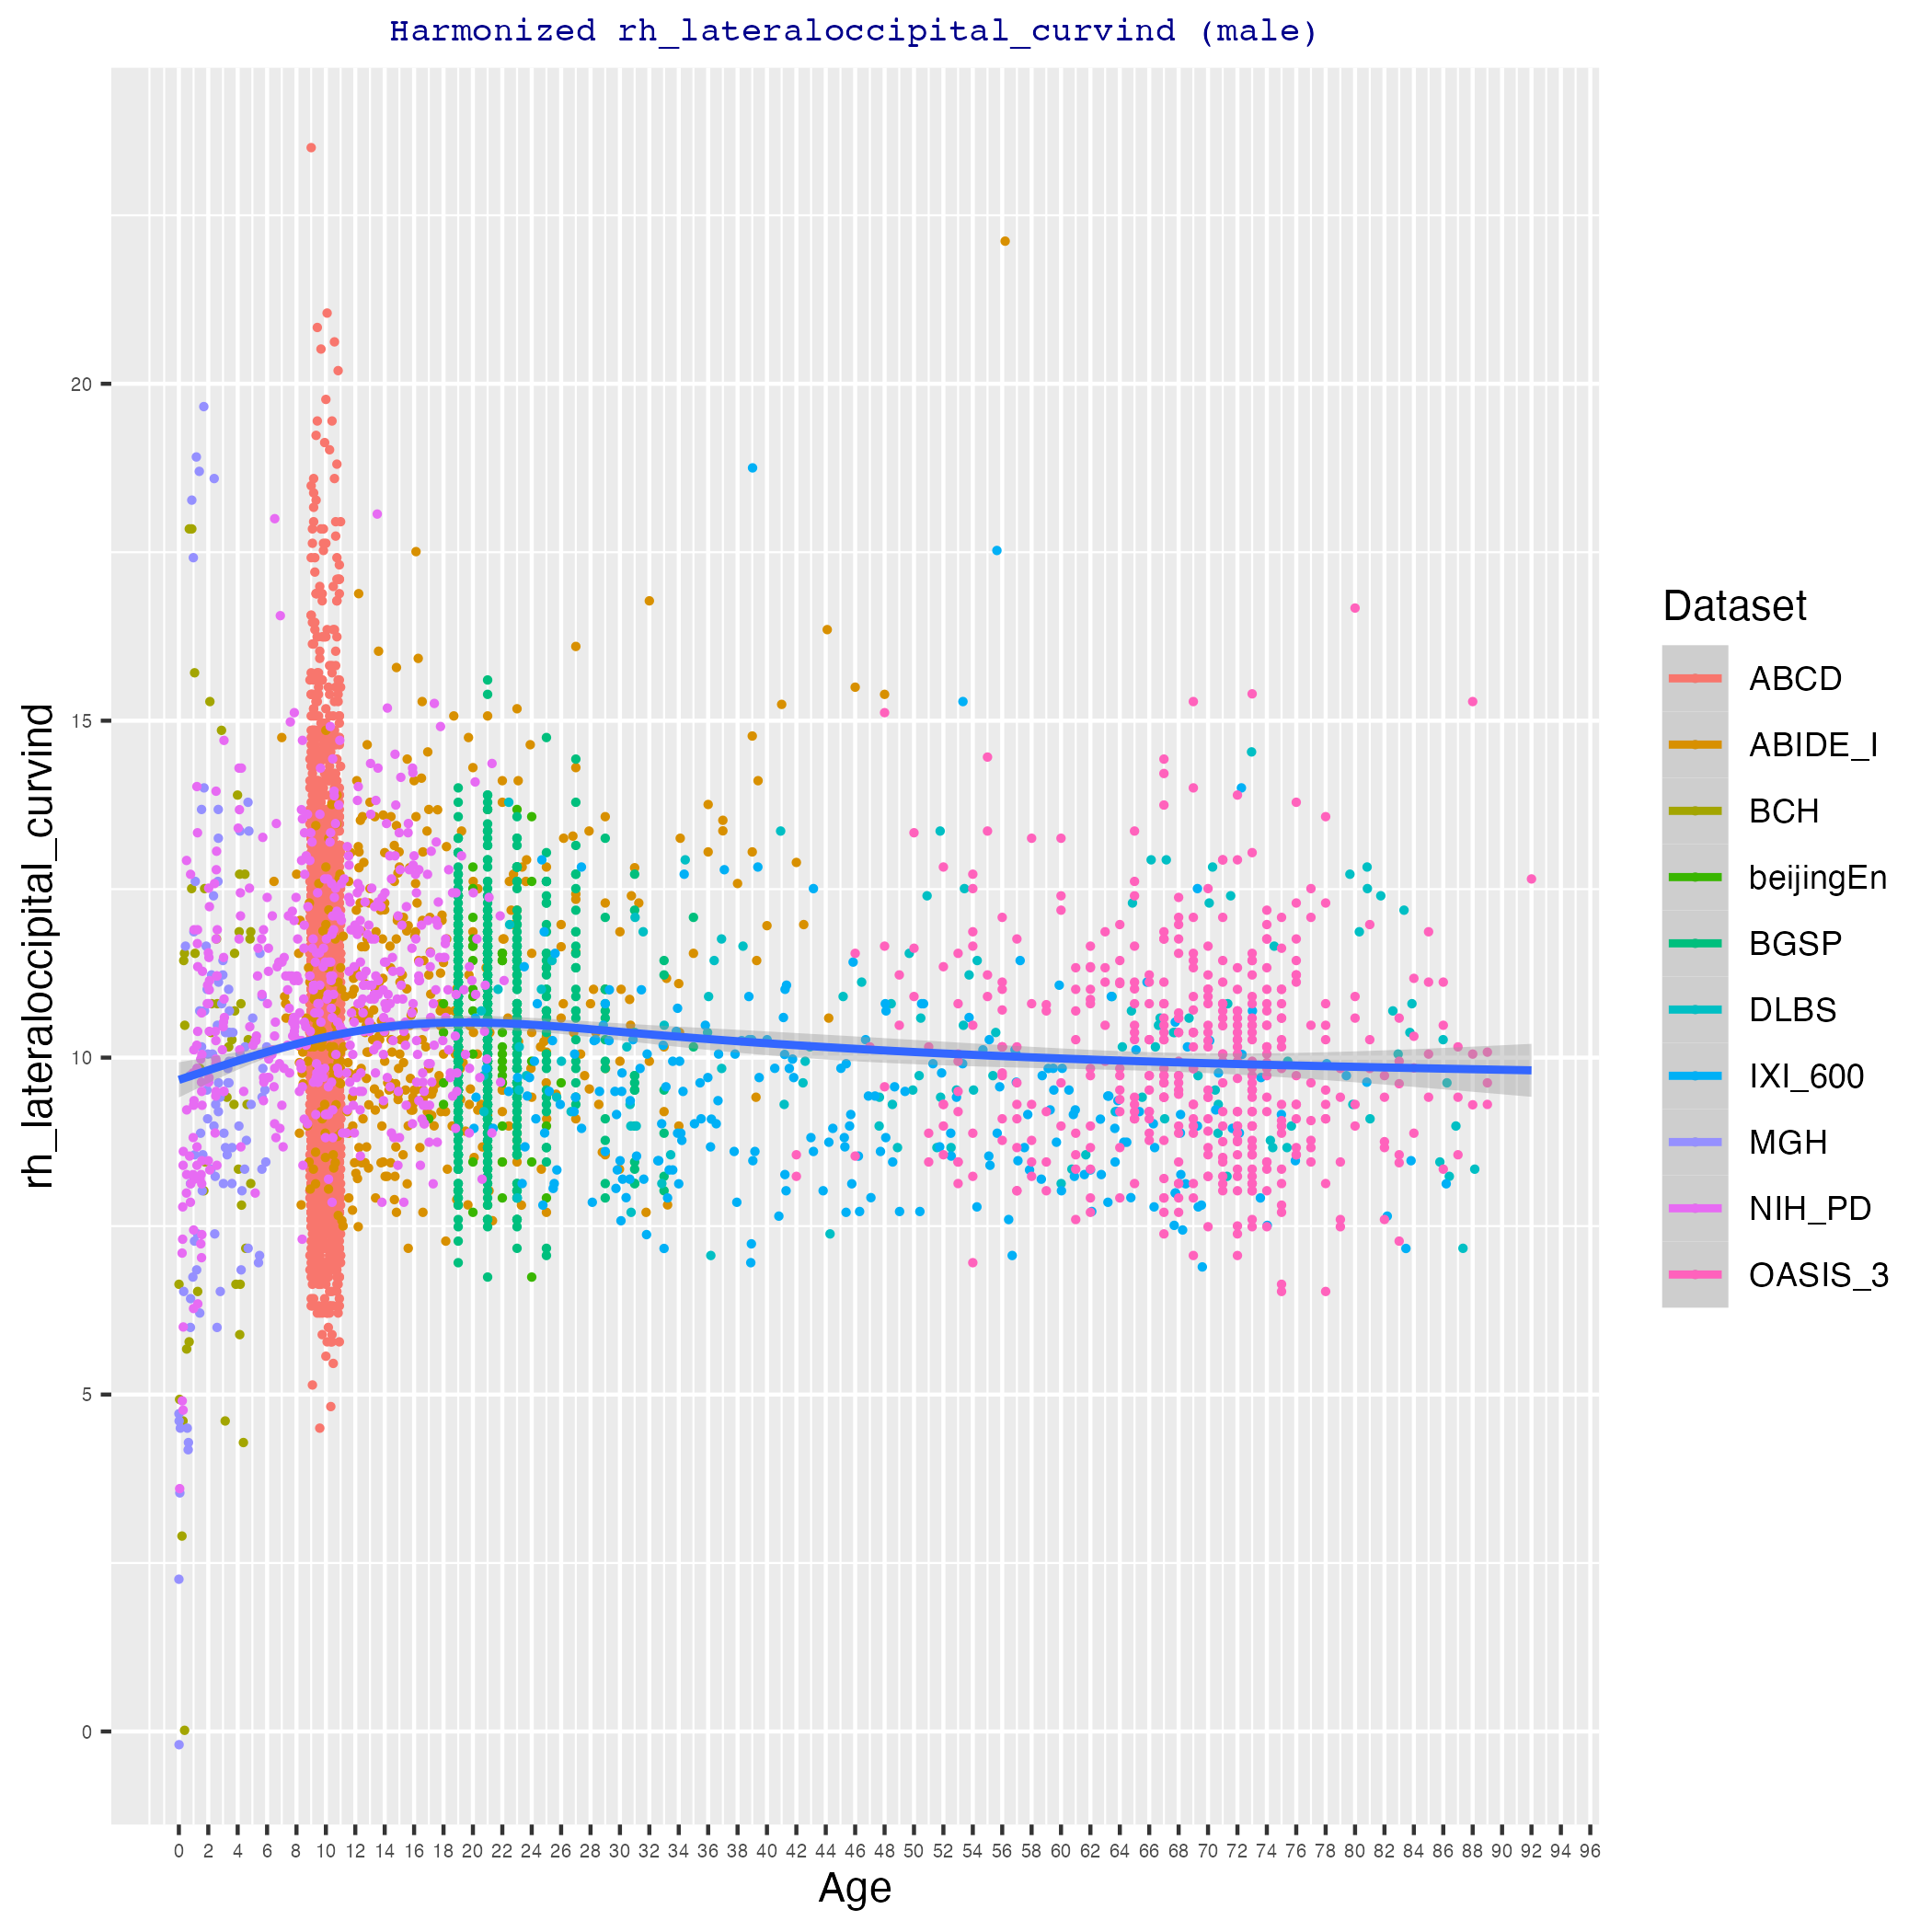 Harmonized rh_lateraloccipital_curvind (male)
rh_lateraloccipital_curvind
20
15
10
5
0
0 2 4 6 8 10 12 14 16 18 20 22 24 26 28 30 32 34 36 38 40 42 44 46 48 50 52 54 56 58 60 62 64 66 68 70 72 74 76 78 80 82 84 86 88 90 92 94 96
Age
Dataset
ABCD
ABIDE_I
BCH
beijingEn
BGSP
DLBS
IXI_600
MGH
NIH_PD
OASIS_3